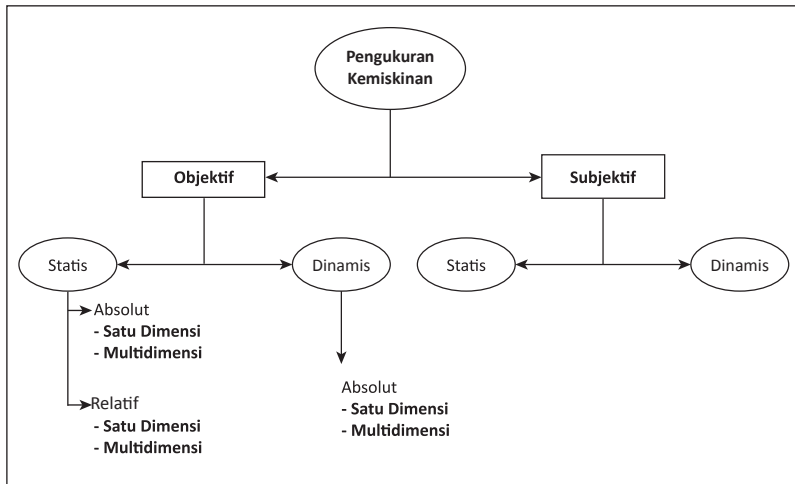 Pengukuran
Kemiskinan
Objektif
Subjektif
Statis
Dinamis
Statis
Dinamis
Absolut
- Satu Dimensi
- Multidimensi
Relatif
- Satu Dimensi
- Multidimensi
Absolut
- Satu Dimensi
- Multidimensi